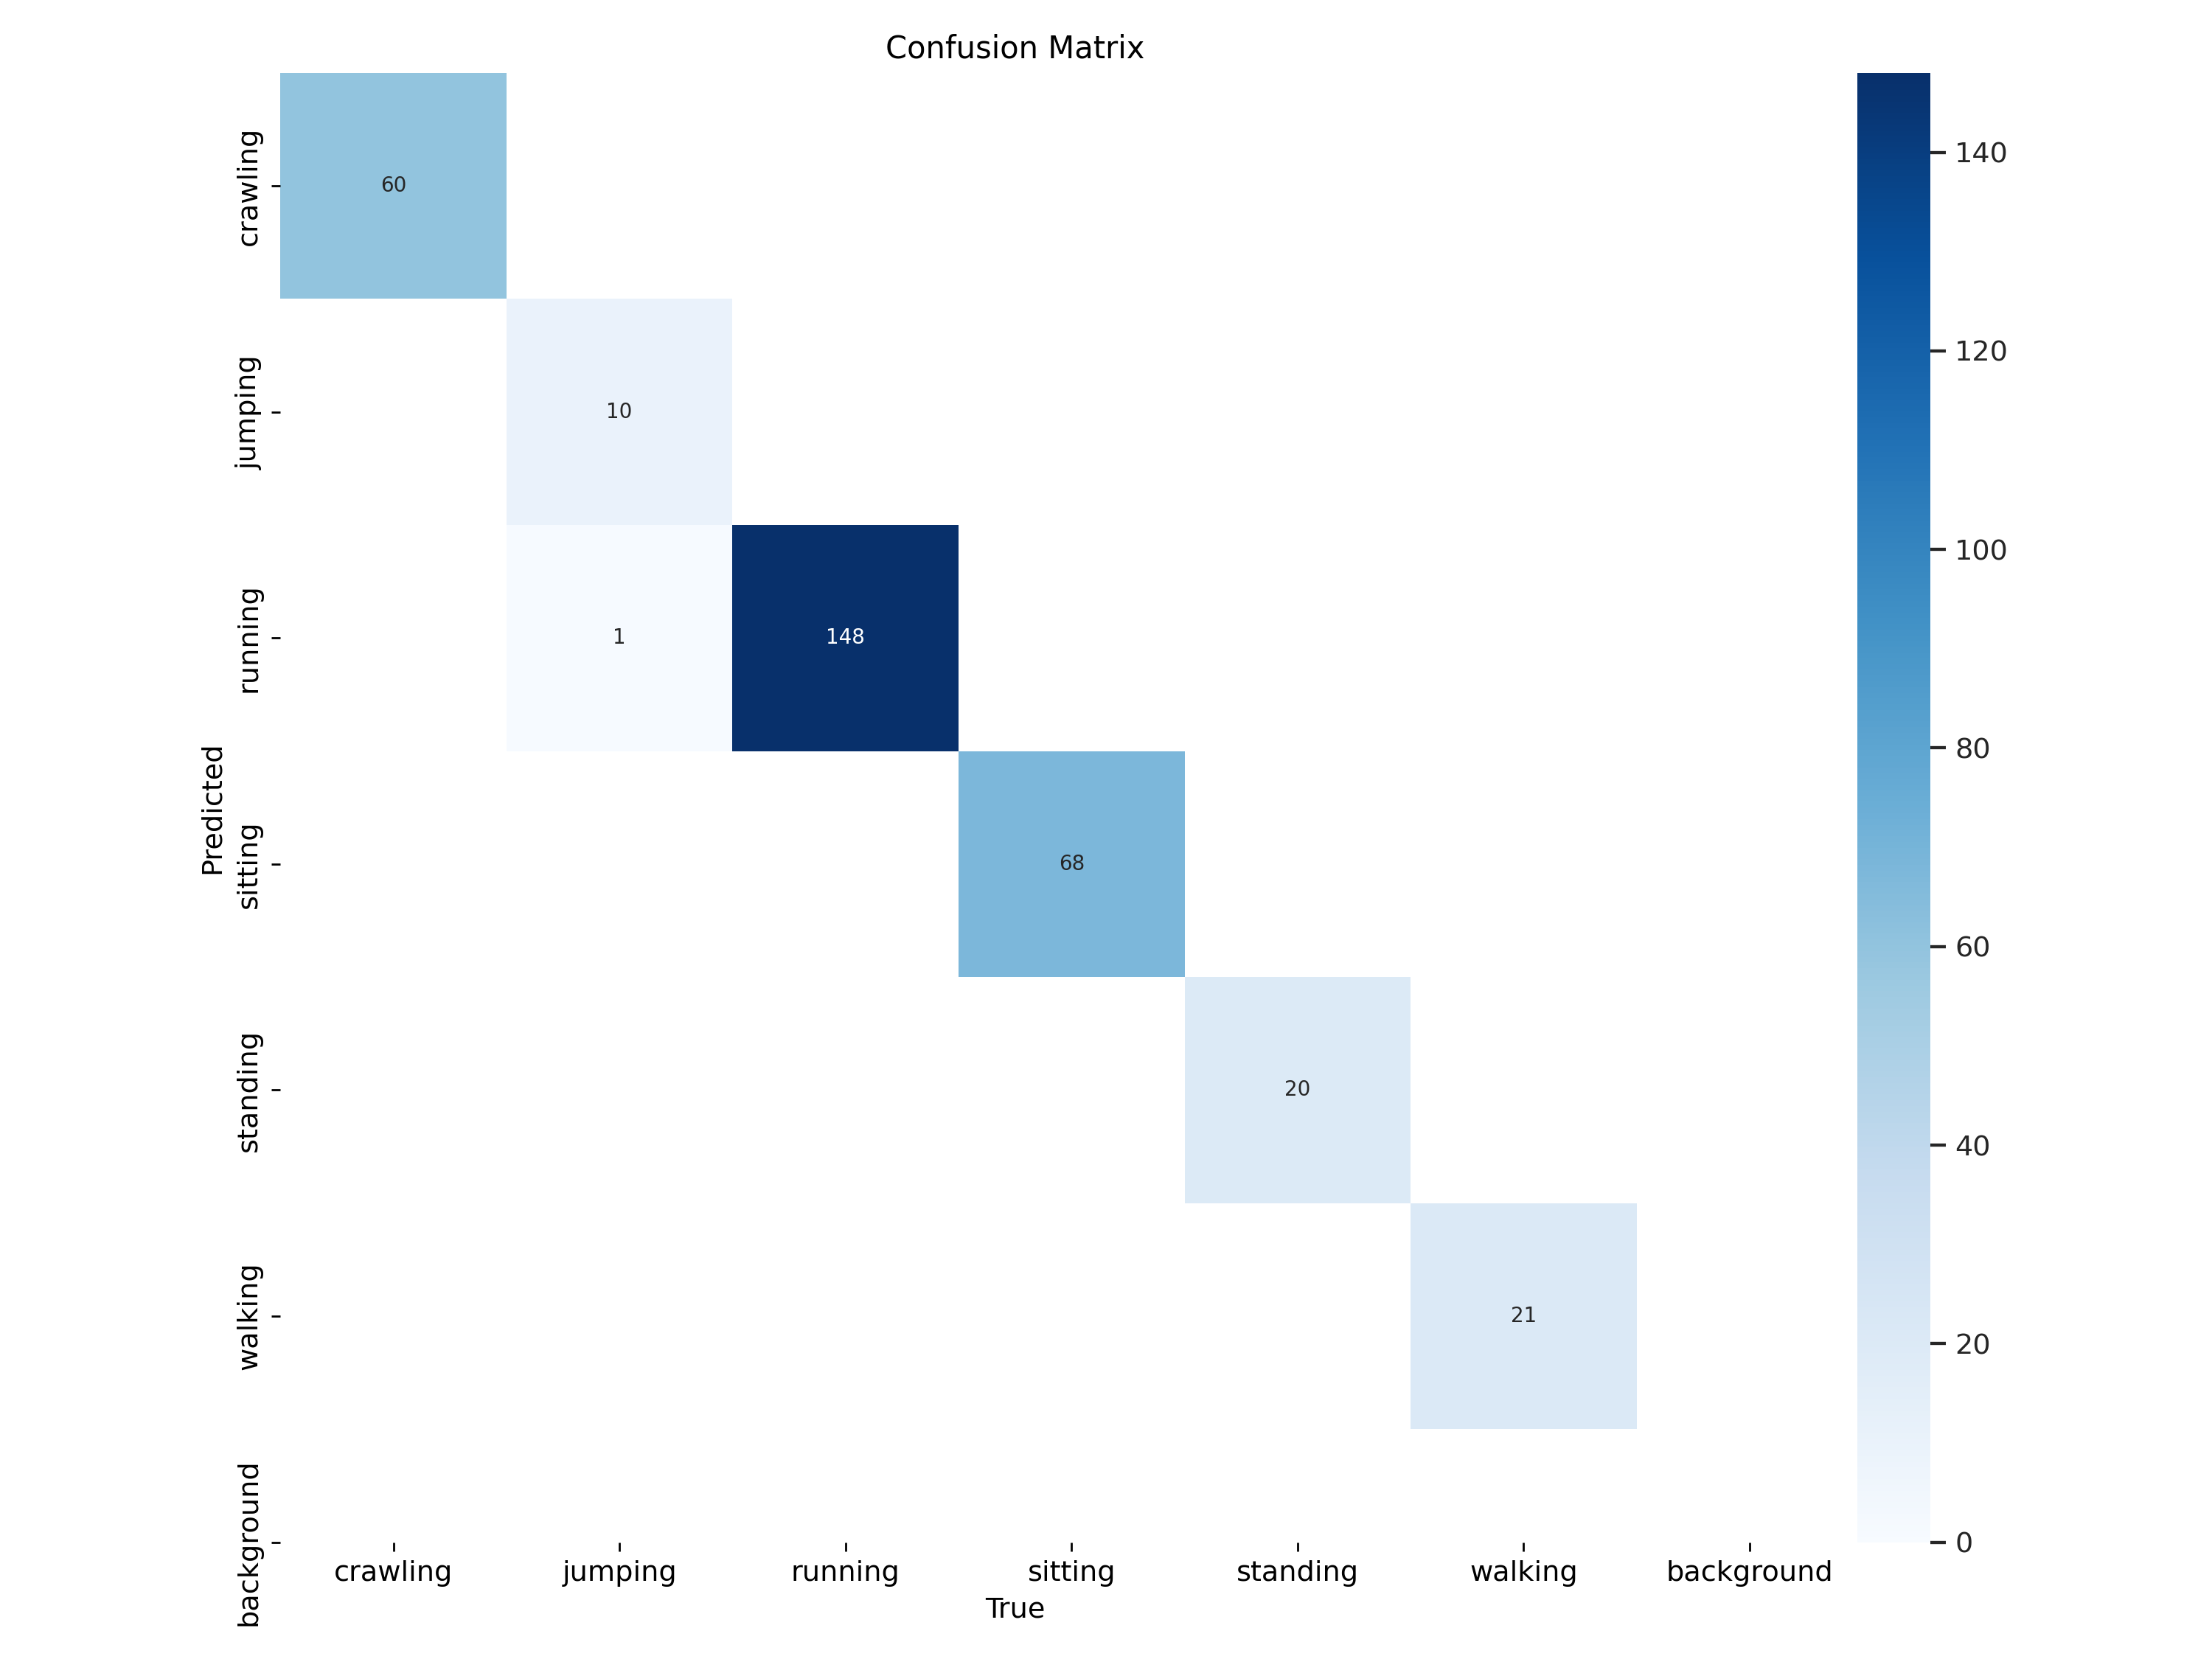 Confusion Matrix
crawling
jumping
running
sitting
standing
walking
background
Predicted
60
10
1
148
68
20
21
crawling
jumping
running
sitting
standing
walking
background
True
140
120
100
80
60
40
20
0